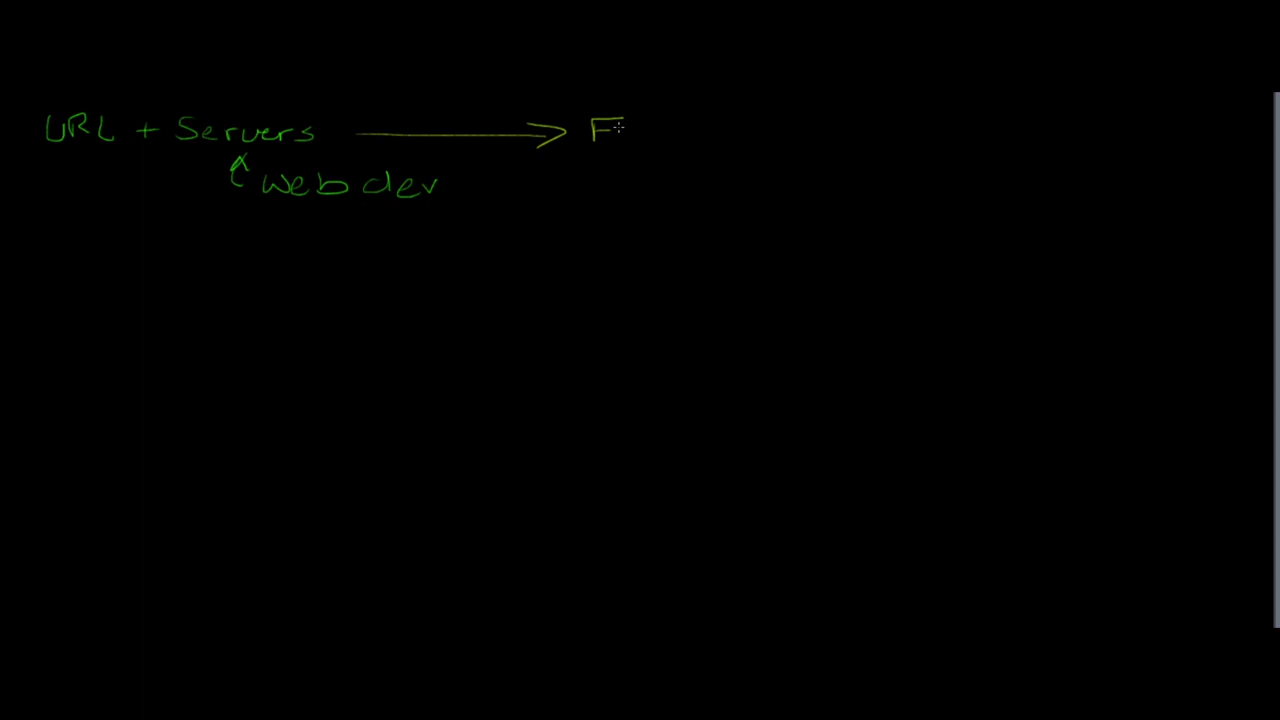 URL + Servers → F
Web dev